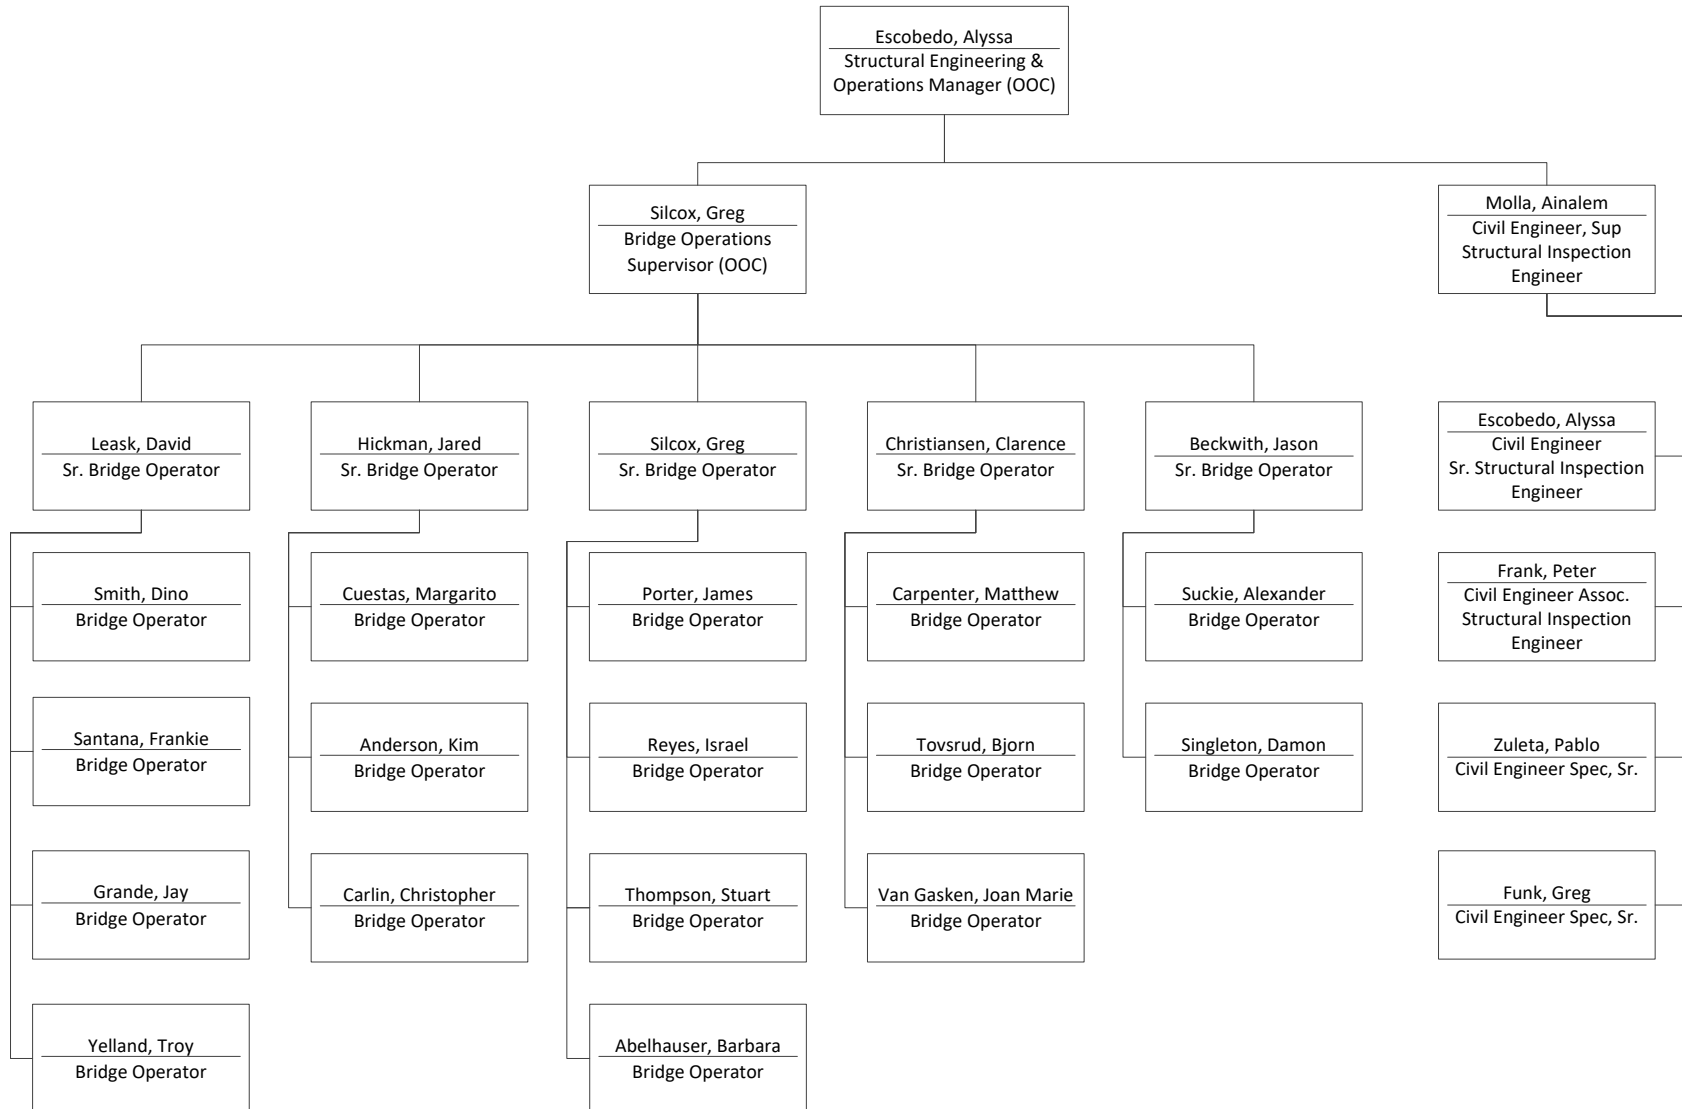 Escobedo, Alyssa
Structural Engineering &
Operations Manager (OOC)
Silcox, Greg
Bridge Operations
Supervisor (OOC)
Molla, Ainalem
Civil Engineer, Sup
Structural Inspection
Engineer
Leask, David
Sr. Bridge Operator
Hickman, Jared
Sr. Bridge Operator
Silcox, Greg
Sr. Bridge Operator
Christiansen, Clarence
Sr. Bridge Operator
Beckwith, Jason
Sr. Bridge Operator
Escobedo, Alyssa
Civil Engineer
Sr. Structural Inspection
Engineer
Smith, Dino
Bridge Operator
Cuestas, Margarito
Bridge Operator
Porter, James
Bridge Operator
Carpenter, Matthew
Bridge Operator
Suckie, Alexander
Bridge Operator
Frank, Peter
Civil Engineer Assoc.
Structural Inspection
Engineer
Santana, Frankie
Bridge Operator
Anderson, Kim
Bridge Operator
Reyes, Israel
Bridge Operator
Tovsrud, Bjorn
Bridge Operator
Singleton, Damon
Bridge Operator
Zuleta, Pablo
Civil Engineer Spec, Sr.
Grande, Jay
Bridge Operator
Carlin, Christopher
Bridge Operator
Thompson, Stuart
Bridge Operator
Van Gasken, Joan Marie
Bridge Operator
Funk, Greg
Civil Engineer Spec, Sr.
Yelland, Troy
Bridge Operator
Abelhauser, Barbara
Bridge Operator